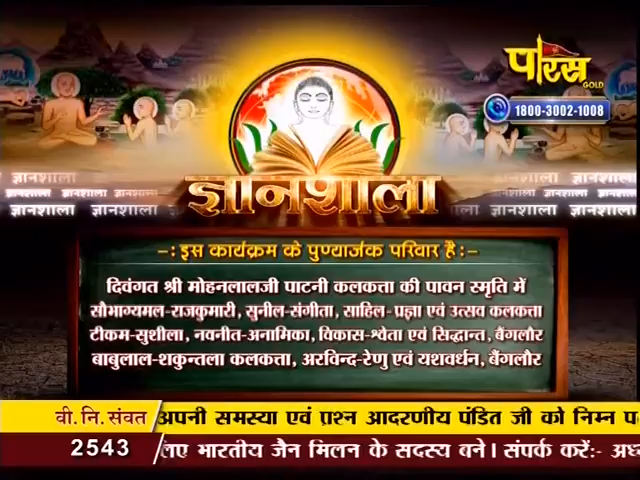 पारस
GOLD
1800-3002-1008
ज्ञानशाला
ज्ञानशाला ज्ञानशाला ज्ञानशाला
ज्ञानशाला ज्ञानशाला ज्ञानशाला
ज्ञानशाला
-: इस कार्यक्रम के पुण्यार्जक परिवार है :-
दिवंगत श्री मोहनलालजी पाटनी कलकत्ता की पावन स्मृति में
सौभाग्यमल-राजकुमारी, सुनील-संगीता, साहिल- प्रज्ञा एवं उत्सव कलकत्ता
टीकम-सुशीला, नवनीत-अनामिका, विकास-श्वेता एवं सिद्धान्त, बैंगलौर
बाबुलाल-शकुन्तला कलकत्ता, अरविन्द-रेणु एवं यशवर्धन, बैंगलौर
वी. नि. संवत अपनी समस्या एवं प्रश्न आदरणीय पंडित जी को निम्न
2543 लिए भारतीय जैन मिलन के सदस्य बने। संपर्क करें:-